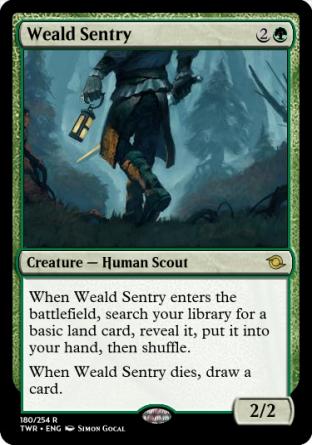 Weald Sentry 2
Creature — Human Scout
When Weald Sentry enters the
battlefield, search your library for a
basic land card, reveal it, put it into
your hand, then shuffle.
When Weald Sentry dies, draw a
card.
2/2
180/254 R
TWR • ENG Simon Gocal